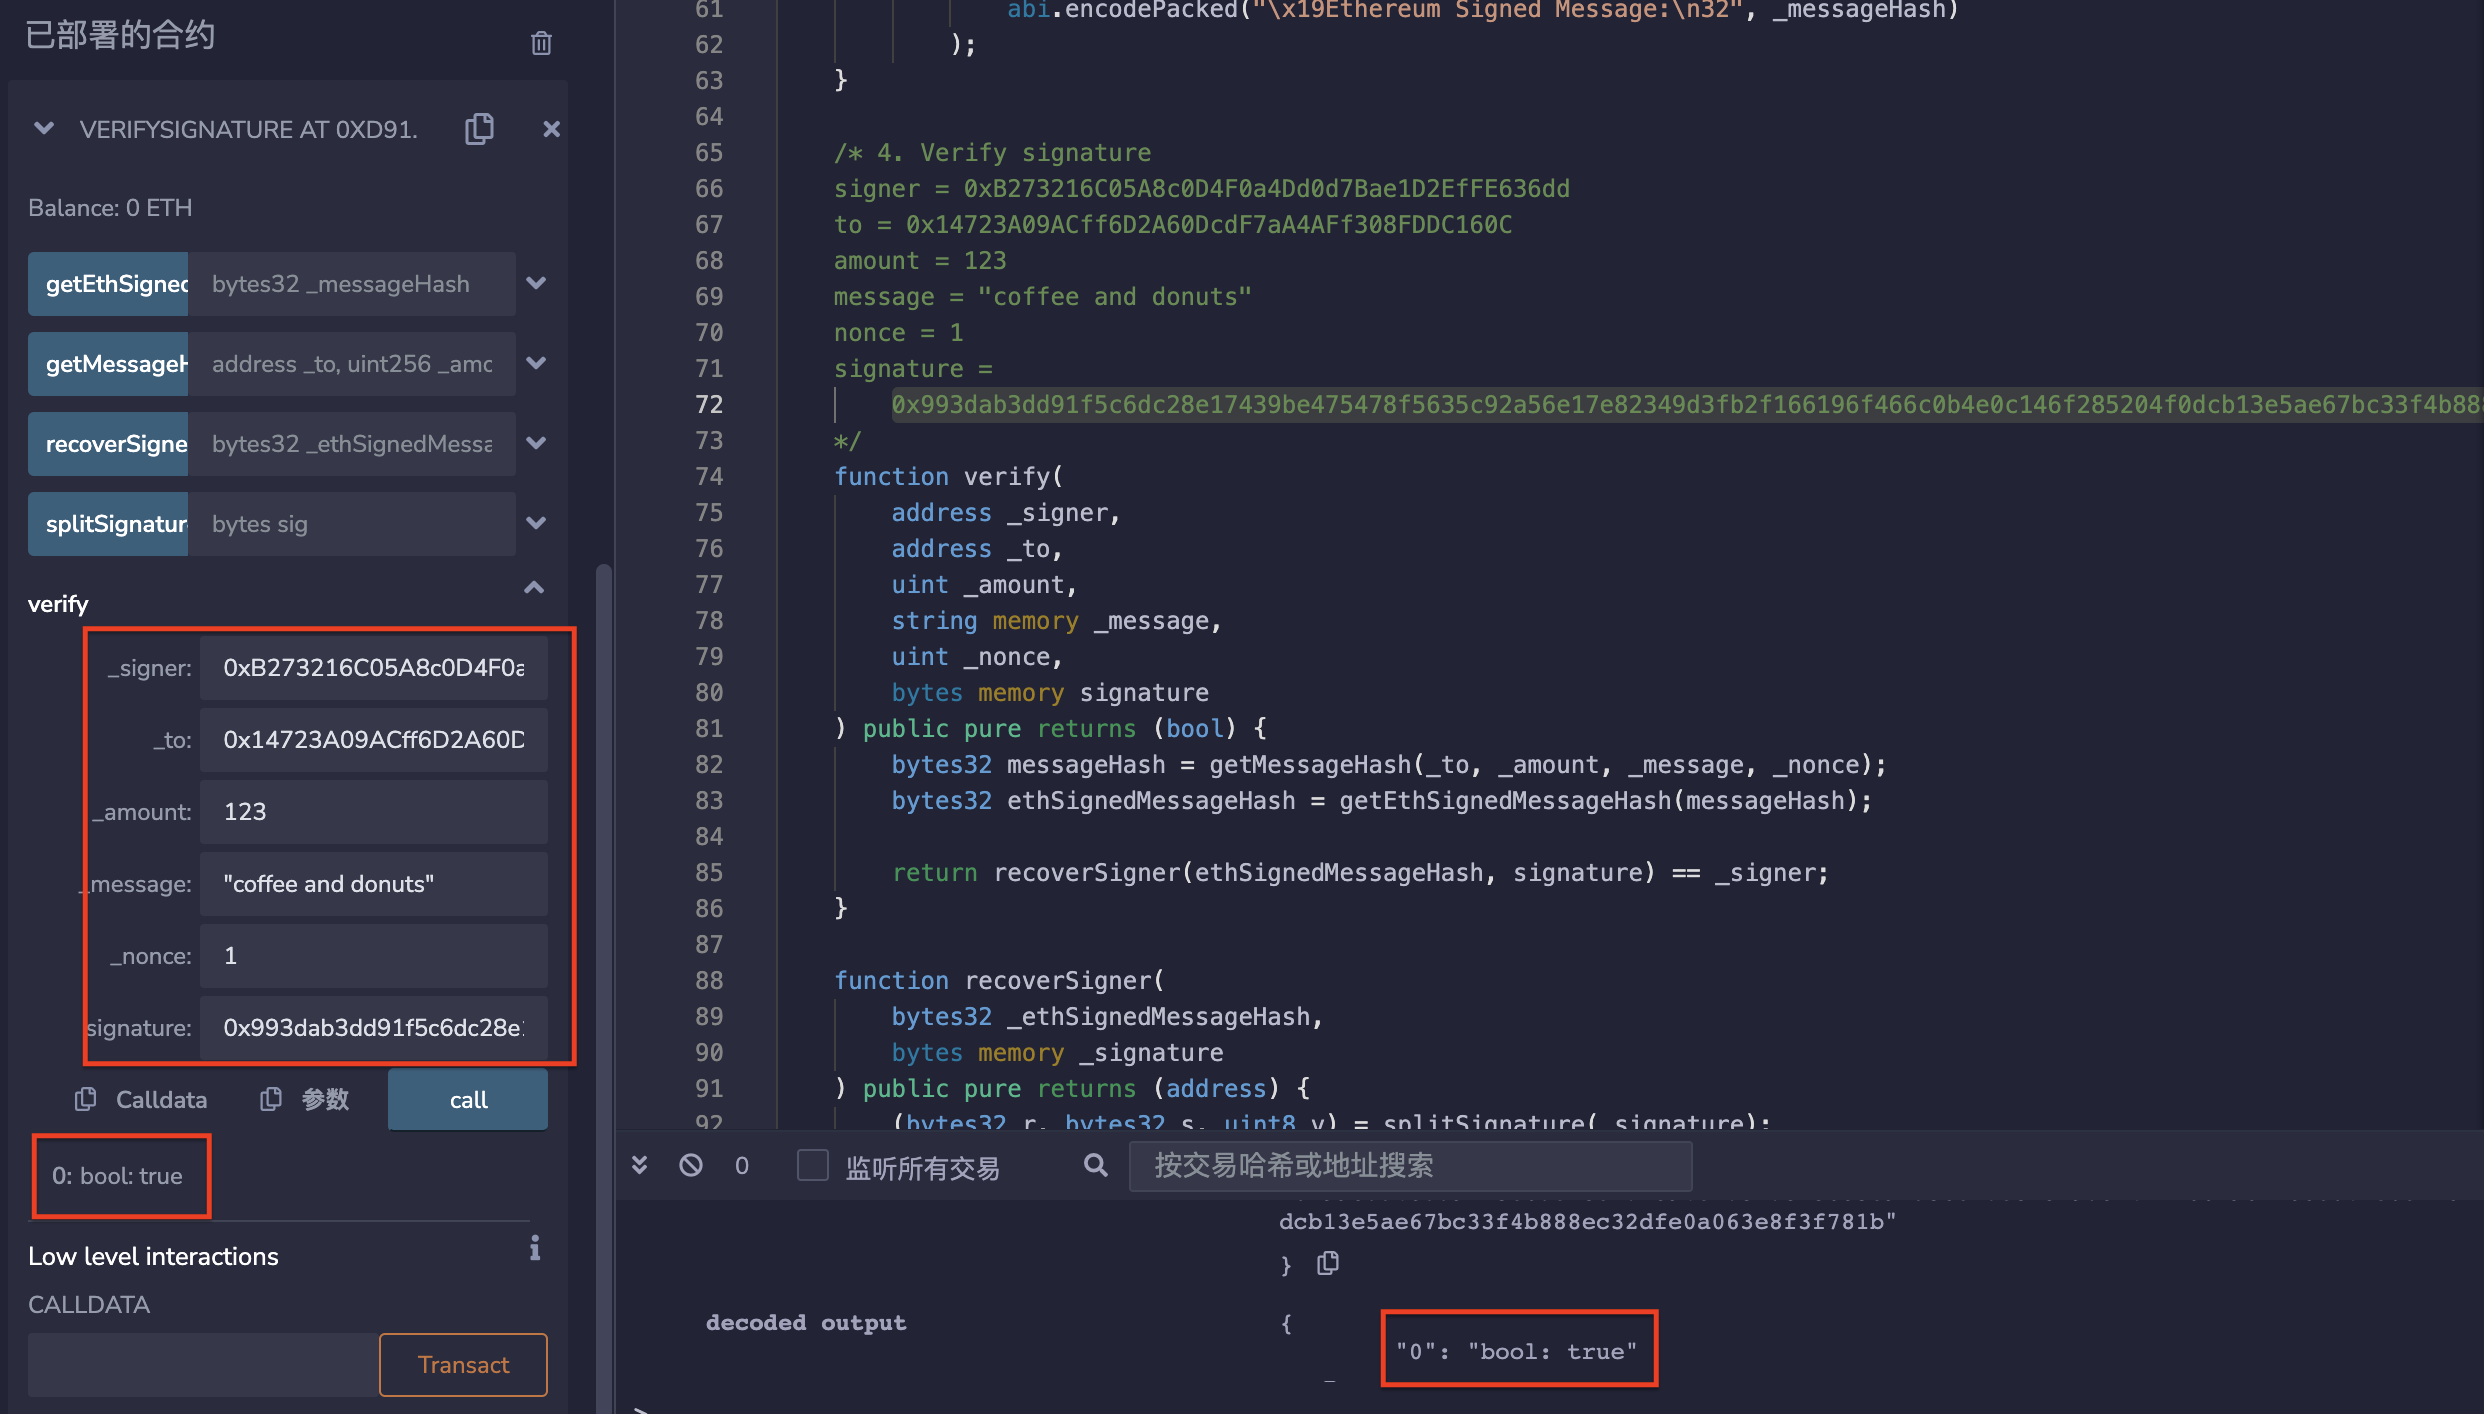 已部署的合约
VERIFYSIGNATURE AT 0XD91.
Balance: 0 ETH
getEthSigned
bytes32 _messageHash
getMessageH
address _to, uint256 _amo
recoverSigne
bytes32 _ethSignedMessa
splitSignatur
bytes sig
verify
_signer:
0xB273216C05A8c0D4F0a
_to:
0x14723A09ACff6D2A60D
_amount:
123
_message:
"coffee and donuts"
_nonce:
1
signature:
0x993dab3dd91f5c6dc28e
Calldata
参数
call
0: bool: true
Low level interactions
CALLDATA
Transact
61 abi.encodePacked("\x19Ethereum Signed Message:\n32", _messageHash)
62 );
63 }
64
65 /* 4. Verify signature
66 signer = 0xB273216C05A8c0D4F0a4Dd0d7Bae1D2EfFE636dd
67 to = 0x14723A09ACff6D2A60DcdF7aA4AFf308FDDC160C
68 amount = 123
69 message = "coffee and donuts"
70 nonce = 1
71 signature =
72 0x993dab3dd91f5c6dc28e17439be475478f5635c92a56e17e82349d3fb2f166196f466c0b4e0c146f285204f0dcb13e5ae67bc33f4b888
73 */
74 function verify(
75 address _signer,
76 address _to,
77 uint _amount,
78 string memory _message,
79 uint _nonce,
80 bytes memory signature
81 ) public pure returns (bool) {
82 bytes32 messageHash = getMessageHash(_to, _amount, _message, _nonce);
83 bytes32 ethSignedMessageHash = getEthSignedMessageHash(messageHash);
84
85 return recoverSigner(ethSignedMessageHash, signature) == _signer;
86 }
87
88 function recoverSigner(
89 bytes32 _ethSignedMessageHash,
90 bytes memory _signature
91 ) public pure returns (address) {
92 (bytes32 r, bytes32 s, uint8 v) = splitSignature(_signature);
0
监听所有交易
按交易哈希或地址搜索
dcb13e5ae67bc33f4b888ec32dfe0a063e8f3f781b"
}
decoded output
{
"0": "bool: true"
>